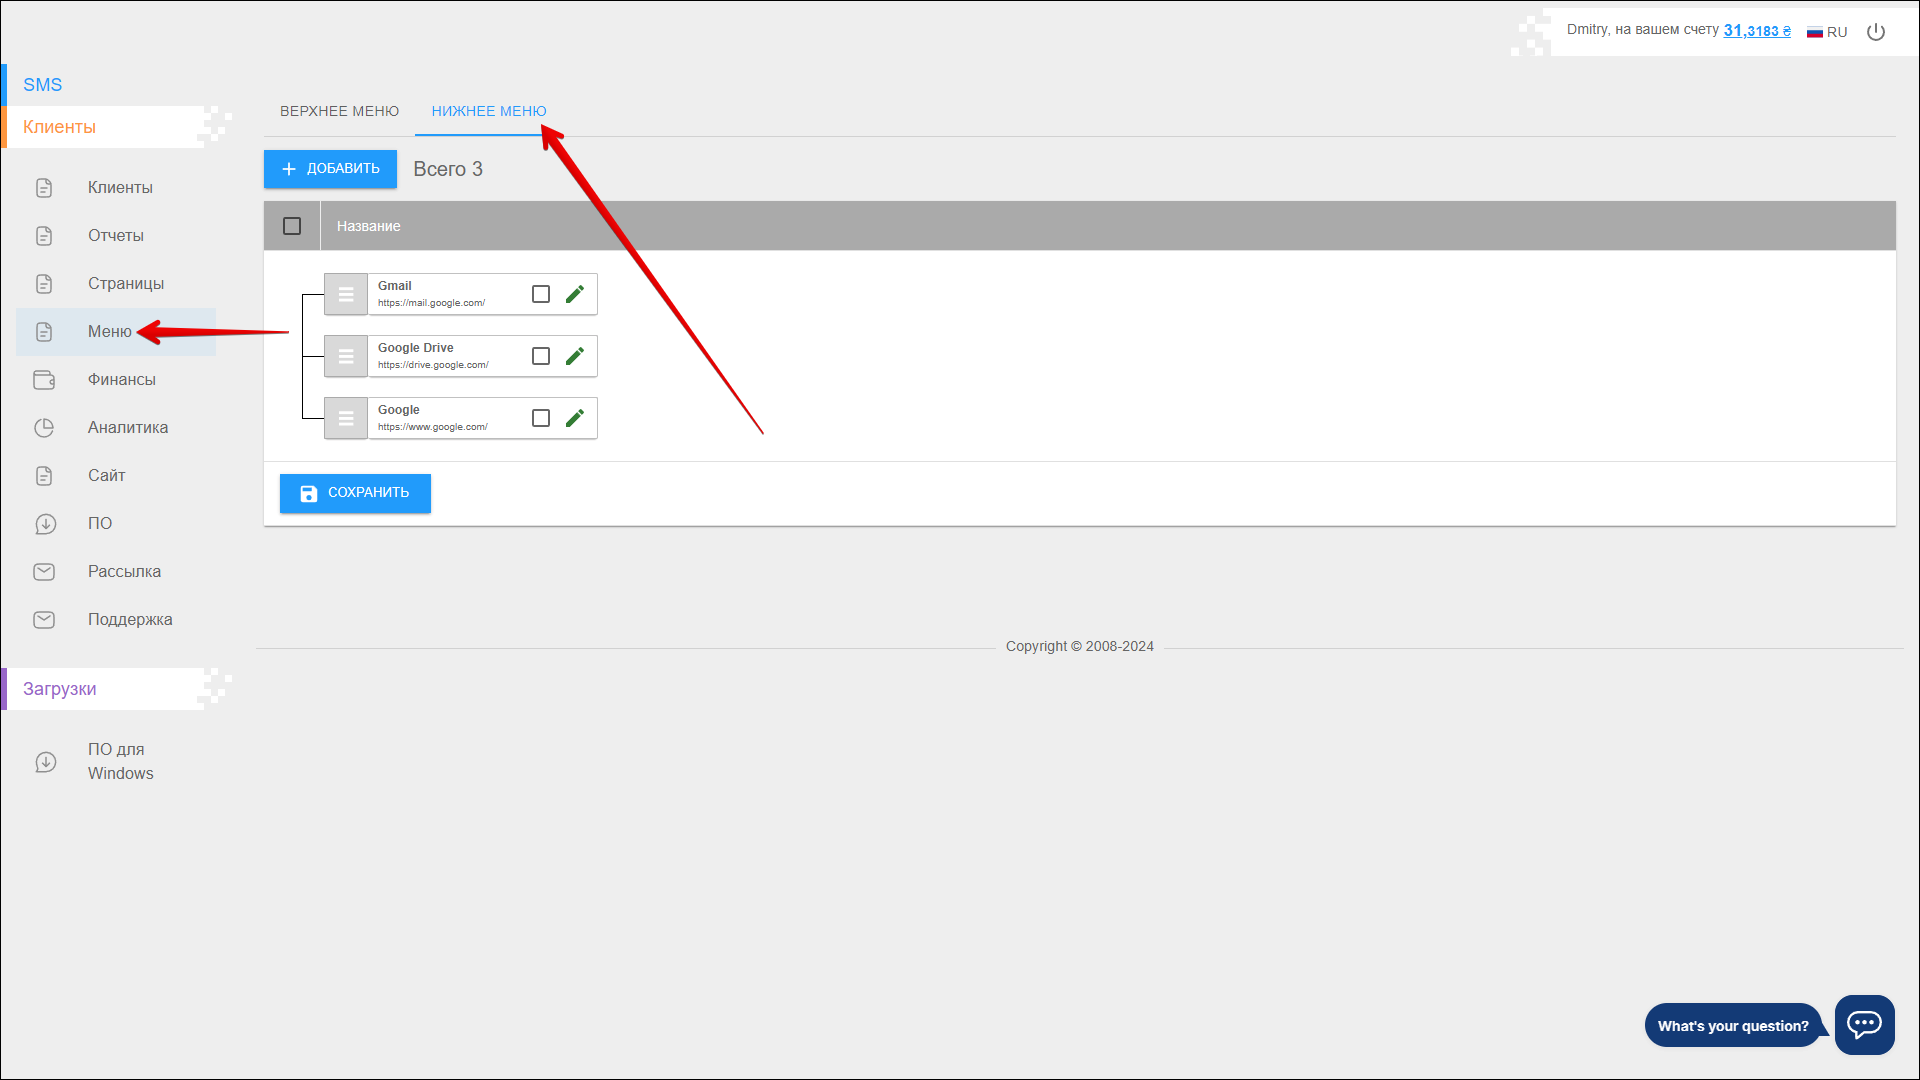 Dmitry, на вашем счету 31,3183 ₴ RU
SMS
Клиенты
Клиенты
Отчеты
Страницы
Меню
Финансы
Аналитика
Сайт
ПО
Рассылка
Поддержка
Загрузки
ПО для
Windows
ВЕРХНЕЕ МЕНЮ НИЖНЕЕ МЕНЮ
ДОБАВИТЬ Всего 3
Название
Gmail
https://mail.google.com/
Google Drive
https://drive.google.com/
Google
https://www.google.com/
СОХРАНИТЬ
Copyright © 2008-2024
What's your question?